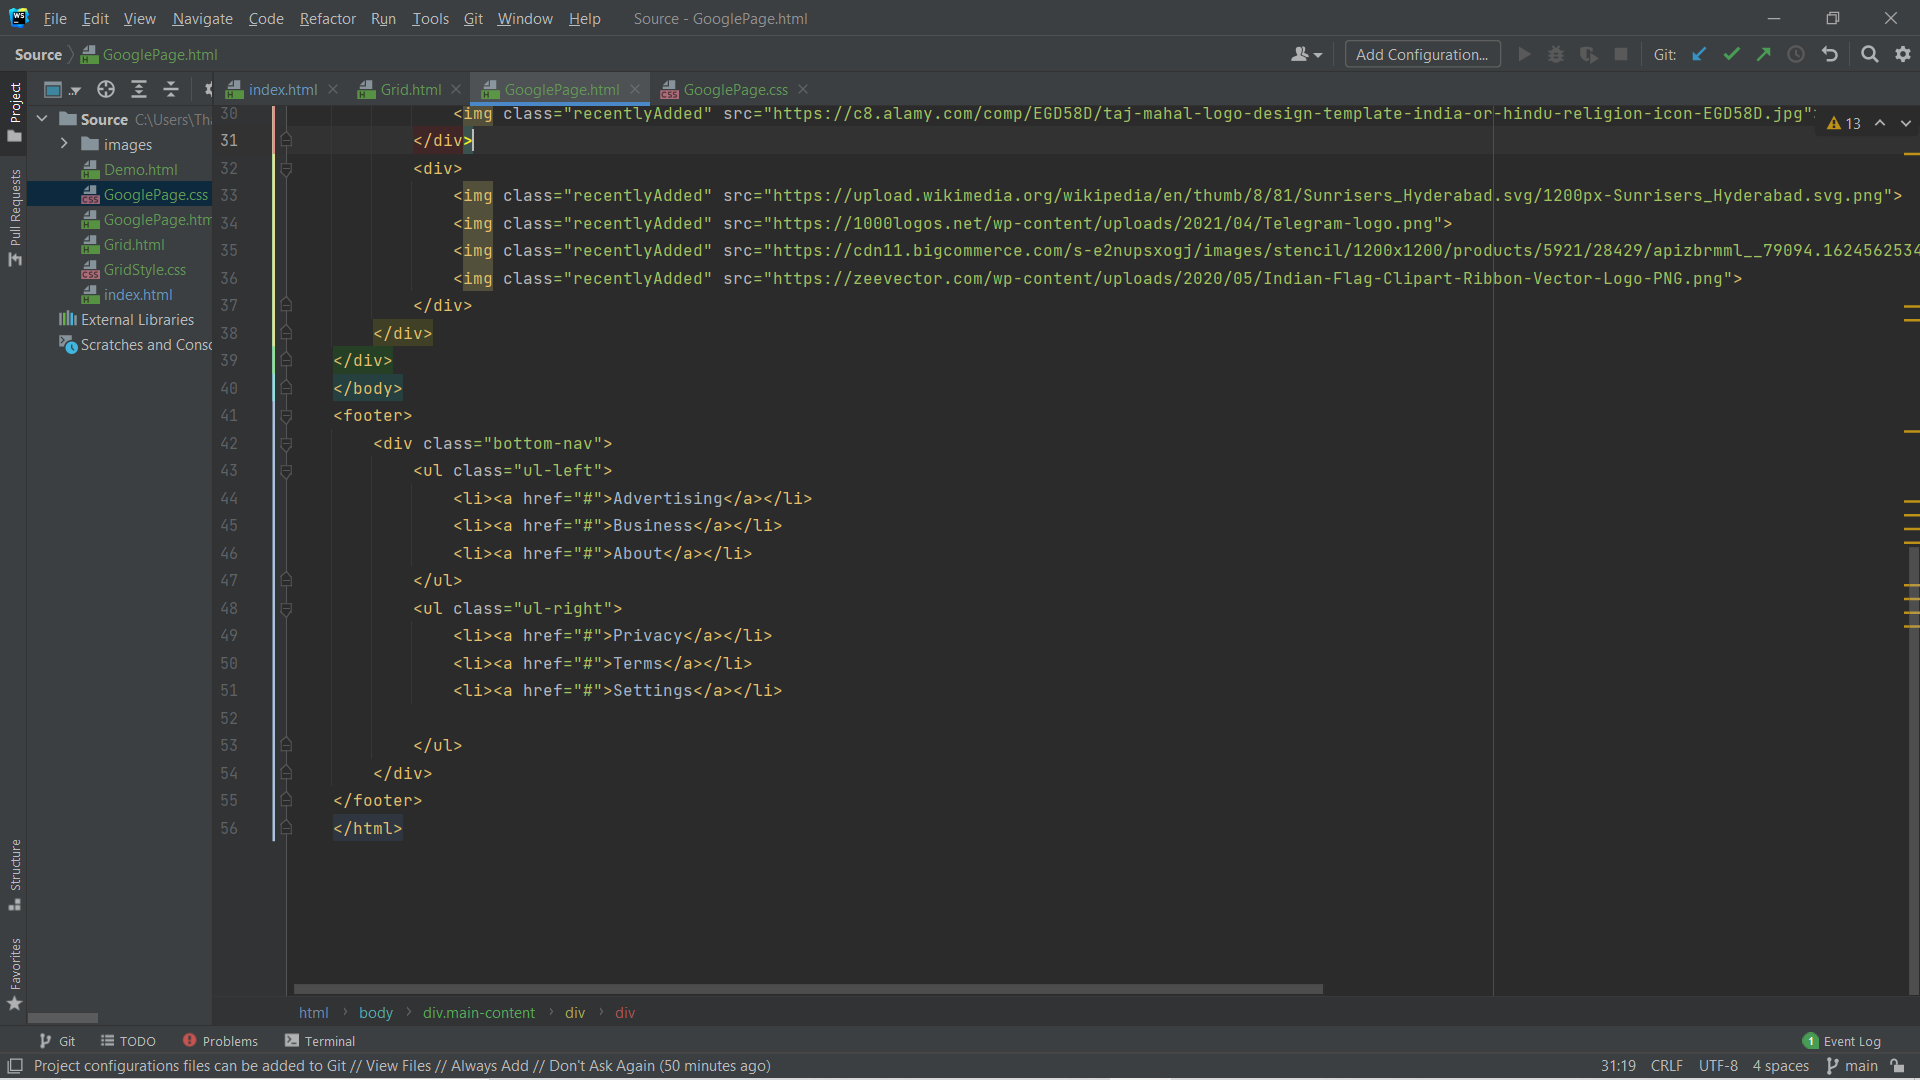 File Edit View Navigate Code Refactor Run Tools Git Window Help Source - GooglePage.html
Source GooglePage.html Add Configuration... Git:
index.html Grid.html GooglePage.html GooglePage.css
Project
Pull Requests
Structure
Favorites
Source C:\Users\Tha
images
Demo.html
GooglePage.css
GooglePage.htm
Grid.html
GridStyle.css
index.html
External Libraries
Scratches and Conso
13
30 <img class="recentlyAdded" src="https://c8.alamy.com/comp/EGD58D/taj-mahal-logo-design-template-india-or-hindu-religion-icon-EGD58D.jpg"
31 </div>
32 <div>
33 <img class="recentlyAdded" src="https://upload.wikimedia.org/wikipedia/en/thumb/8/81/Sunrisers_Hyderabad.svg/1200px-Sunrisers_Hyderabad.svg.png">
34 <img class="recentlyAdded" src="https://1000logos.net/wp-content/uploads/2021/04/Telegram-logo.png">
35 <img class="recentlyAdded" src="https://cdn11.bigcommerce.com/s-e2nupsxogj/images/stencil/1200x1200/products/5921/28429/apizbrmml__79094.1624562534
36 <img class="recentlyAdded" src="https://zeevector.com/wp-content/uploads/2020/05/Indian-Flag-Clipart-Ribbon-Vector-Logo-PNG.png">
37 </div>
38 </div>
39 </div>
40 </body>
41 <footer>
42 <div class="bottom-nav">
43 <ul class="ul-left">
44 <li><a href="#">Advertising</a></li>
45 <li><a href="#">Business</a></li>
46 <li><a href="#">About</a></li>
47 </ul>
48 <ul class="ul-right">
49 <li><a href="#">Privacy</a></li>
50 <li><a href="#">Terms</a></li>
51 <li><a href="#">Settings</a></li>
52
53 </ul>
54 </div>
55 </footer>
56 </html>
html › body › div.main-content › div › div
Git TODO Problems Terminal 1 Event Log
Project configurations files can be added to Git // View Files // Always Add // Don't Ask Again (50 minutes ago) 31:19 CRLF UTF-8 4 spaces main